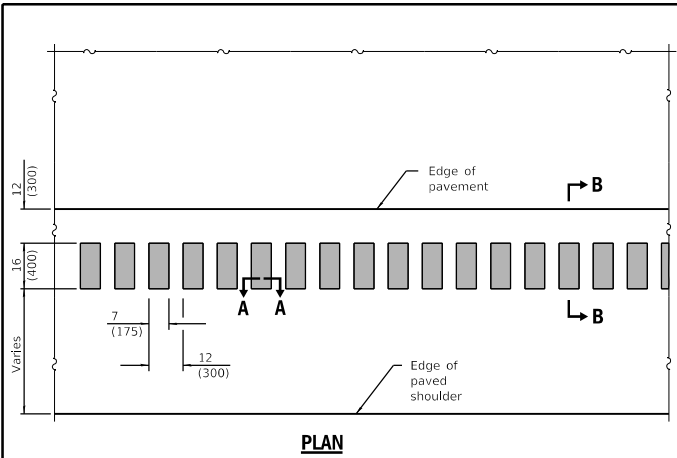 Edge of
pavement
B
12
(300)
16
(400)
A
A
7
(175)
B
12
(300)
Varies
Edge of
paved
shoulder
PLAN